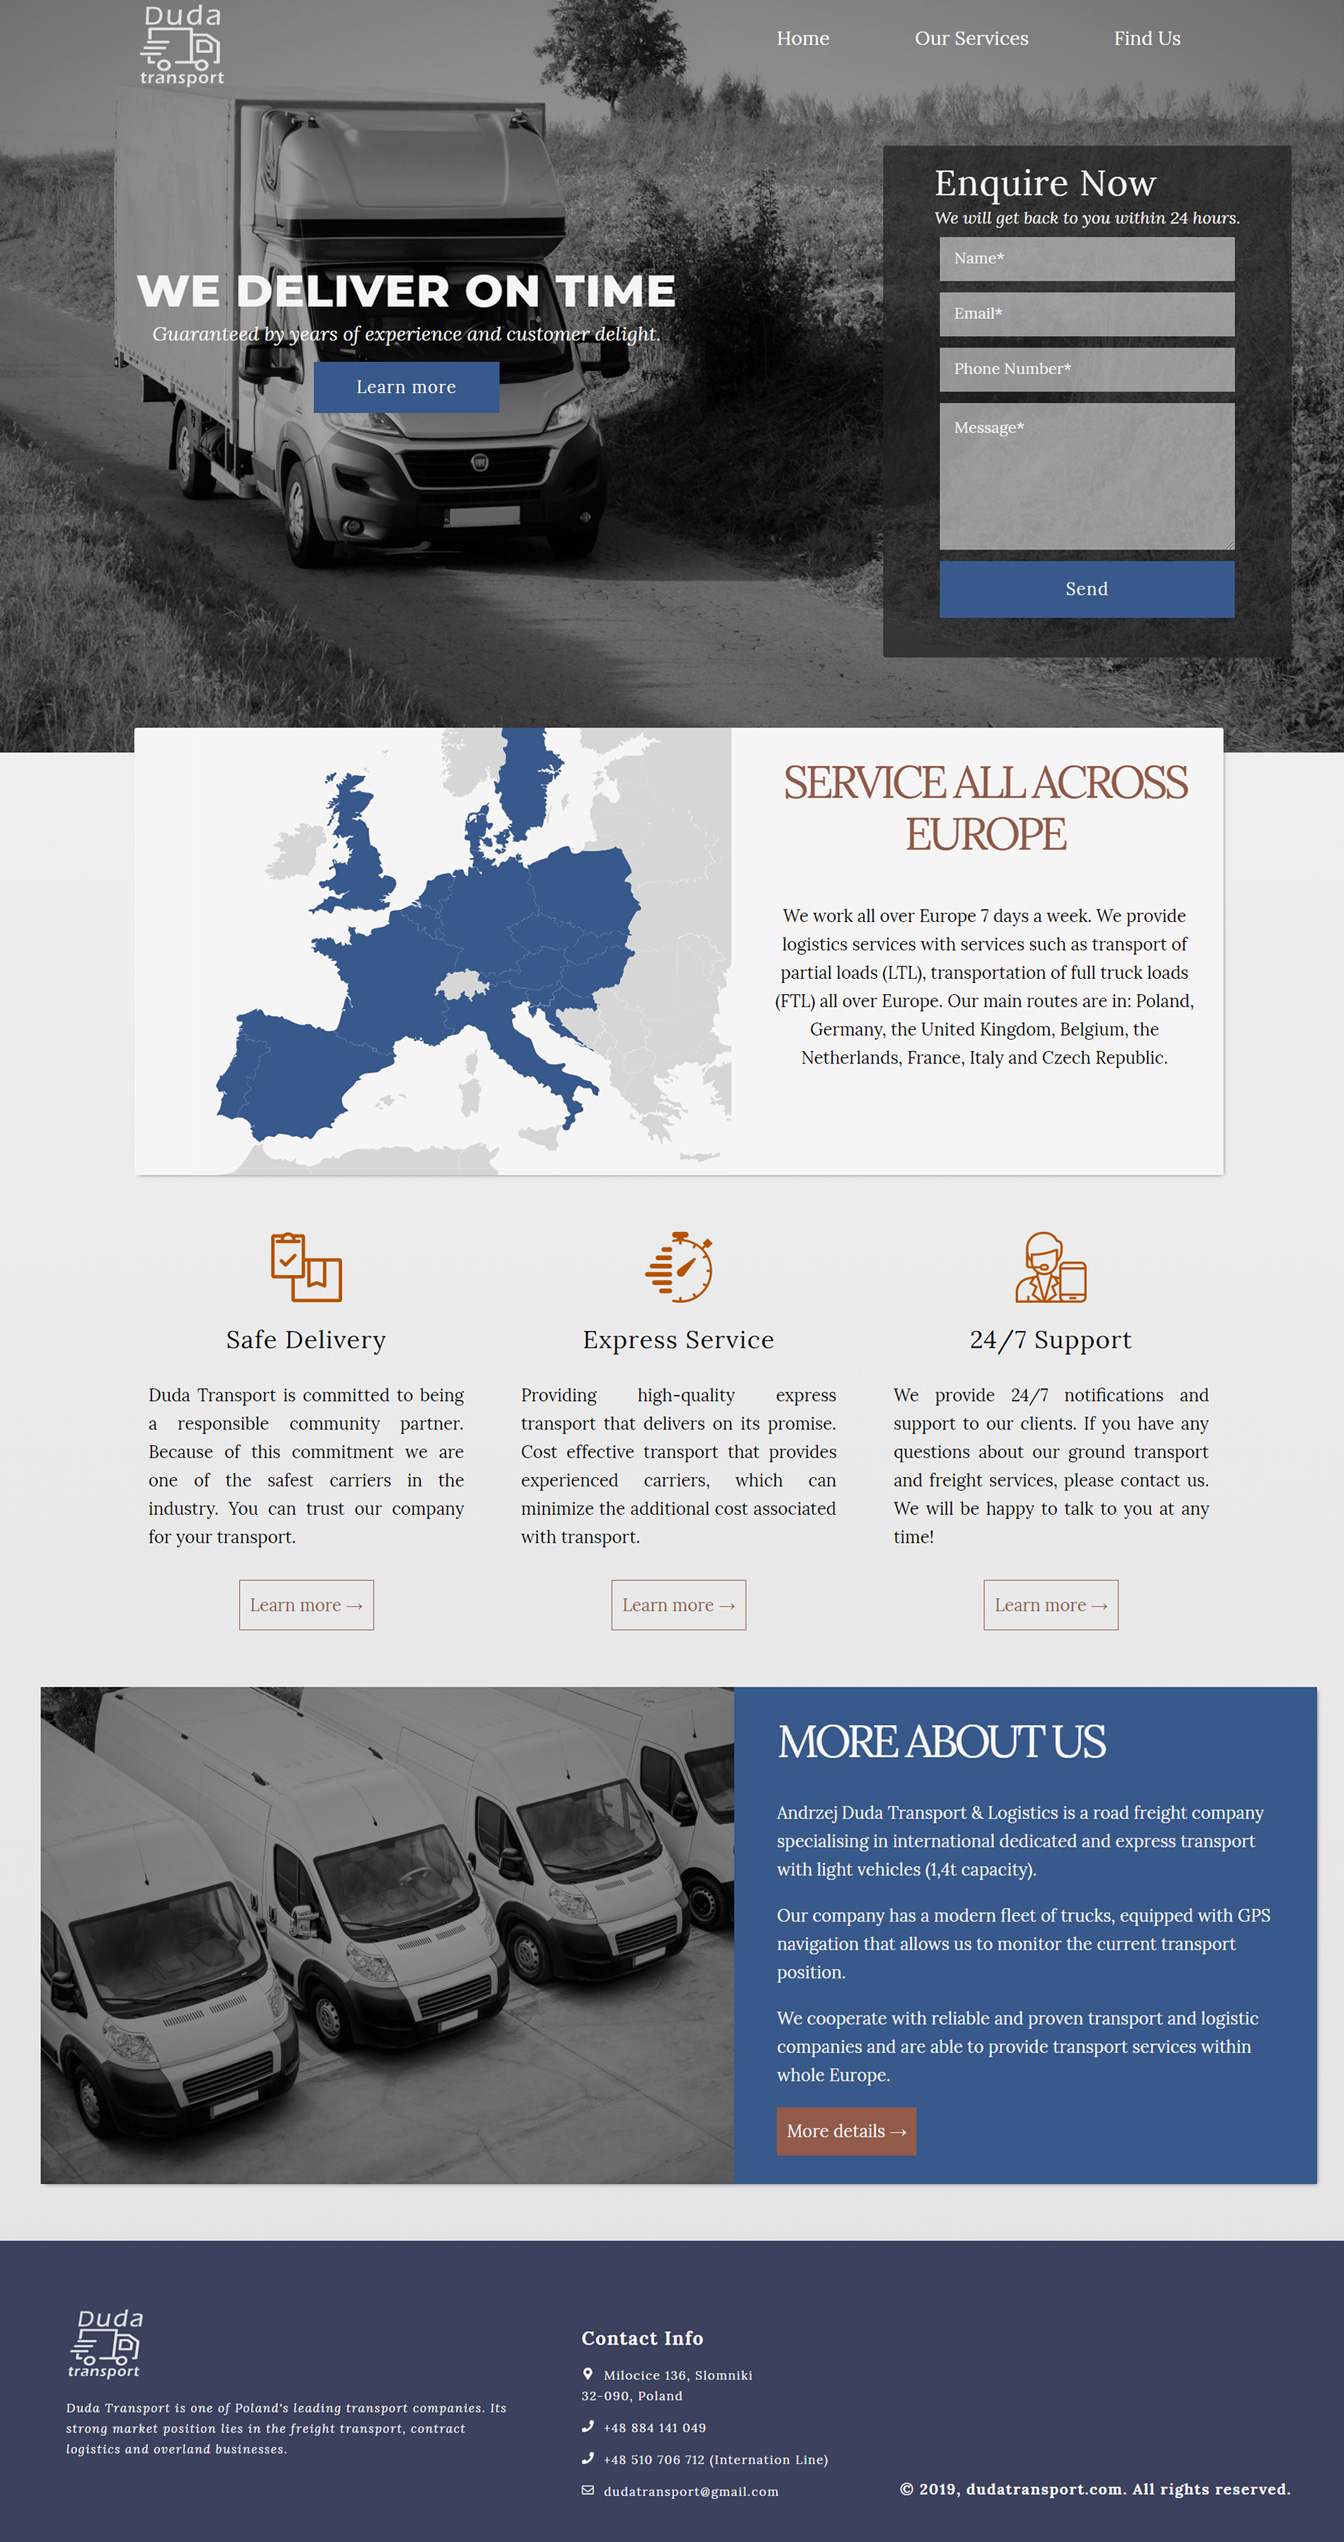 Duda
transport
Home
Our Services
Find Us
WE DELIVER ON TIME
Guaranteed by years of experience and customer delight.
Learn more
Enquire Now
We will get back to you within 24 hours.
Name*
Email*
Phone Number*
Message*
Send
SERVICE ALL ACROSS
EUROPE
We work all over Europe 7 days a week. We provide
logistics services with services such as transport of
partial loads (LTL), transportation of full truck loads
(FTL) all over Europe. Our main routes are in: Poland,
Germany, the United Kingdom, Belgium, the
Netherlands, France, Italy and Czech Republic.
Safe Delivery
Duda Transport is committed to being
a responsible community partner.
Because of this commitment we are
one of the safest carriers in the
industry. You can trust our company
for your transport.
Learn more →
Express Service
Providing high-quality express
transport that delivers on its promise.
Cost effective transport that provides
experienced carriers, which can
minimize the additional cost associated
with transport.
Learn more →
24/7 Support
We provide 24/7 notifications and
support to our clients. If you have any
questions about our ground transport
and freight services, please contact us.
We will be happy to talk to you at any
time!
Learn more →
MORE ABOUT US
Andrzej Duda Transport & Logistics is a road freight company
specialising in international dedicated and express transport
with light vehicles (1,4t capacity).
Our company has a modern fleet of trucks, equipped with GPS
navigation that allows us to monitor the current transport
position.
We cooperate with reliable and proven transport and logistic
companies and are able to provide transport services within
whole Europe.
More details →
Duda
transport
Duda Transport is one of Poland's leading transport companies. Its
strong market position lies in the freight transport, contract
logistics and overland businesses.
Contact Info
Milocice 136, Slomniki
32-090, Poland
+48 884 141 049
+48 510 706 712 (Internation Line)
dudatransport@gmail.com
© 2019, dudatransport.com. All rights reserved.